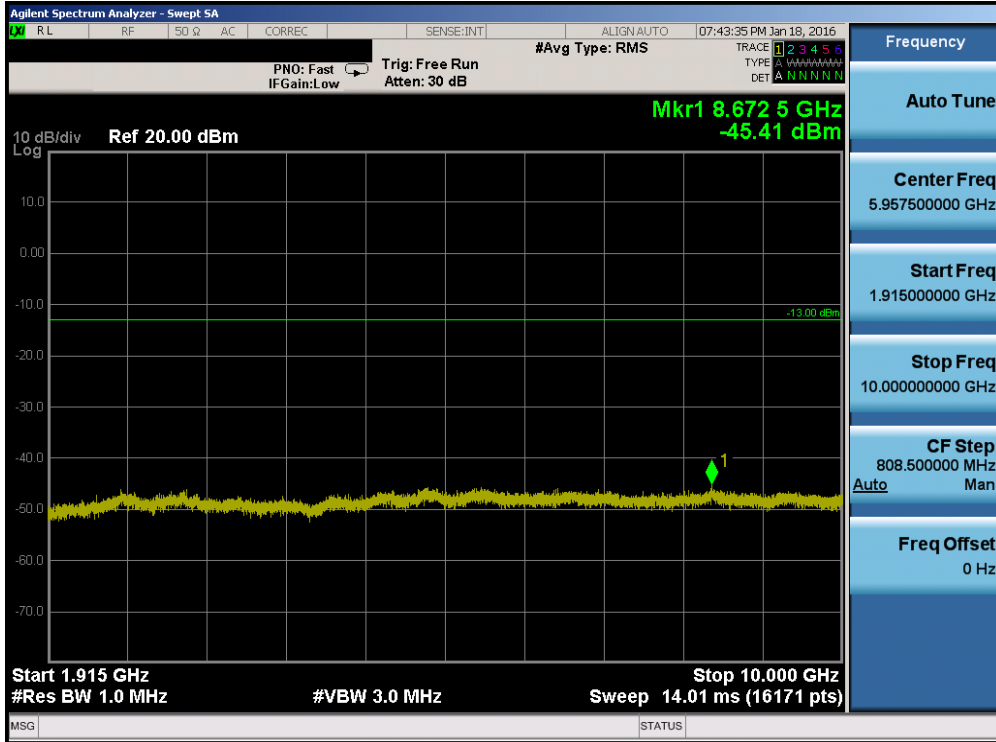 Agilent Spectrum Analyzer - Swept SA
LXI RL RF 50 Ω AC CORREC SENSE:INT ALIGN AUTO 07:43:35 PM Jan 18, 2016
#Avg Type: RMS
TRACE 1 2 3 4 5 6
TYPE A WWWWW
DET A N N N N N
PNO: Fast
IFGain:Low
Trig: Free Run
Atten: 30 dB
Mkr1 8.672 5 GHz
-45.41 dBm
10 dB/div Ref 20.00 dBm
Log
10.0
0.00
-10.0
-13.00 dBm
-20.0
-30.0
-40.0
1
-50.0
-60.0
-70.0
Start 1.915 GHz Stop 10.000 GHz
#Res BW 1.0 MHz #VBW 3.0 MHz Sweep 14.01 ms (16171 pts)
MSG STATUS
Frequency
Auto Tune
Center Freq
5.957500000 GHz
Start Freq
1.915000000 GHz
Stop Freq
10.000000000 GHz
CF Step
808.500000 MHz
Auto Man
Freq Offset
0 Hz